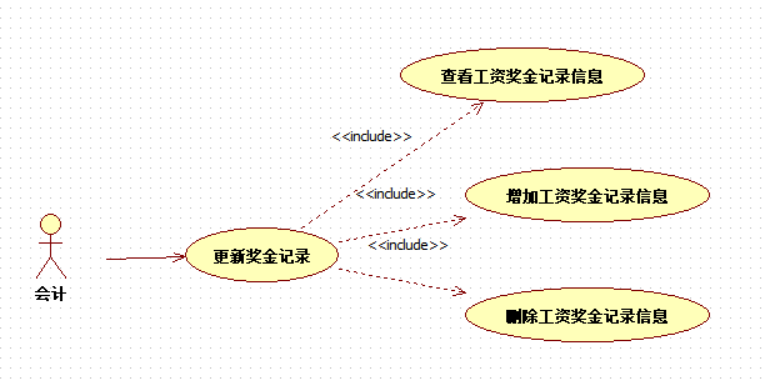 查看工资奖金记录信息
<<include>>
<<include>>
增加工资奖金记录信息
<<include>>
更新奖金记录
会计
删除工资奖金记录信息